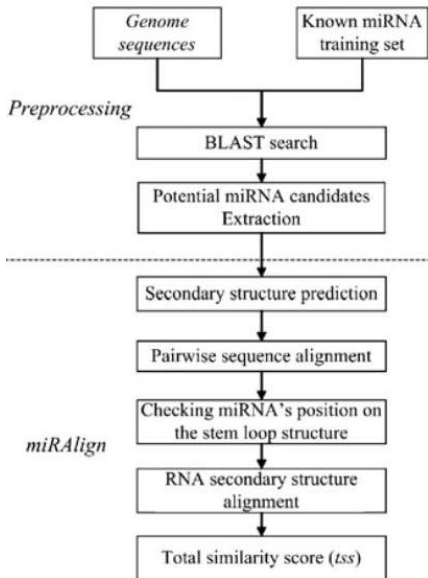 Genome
sequences
Known miRNA
training set
Preprocessing
BLAST search
Potential miRNA candidates
Extraction
Secondary structure prediction
Pairwise sequence alignment
Checking miRNA's position on
the stem loop structure
miRAlign
RNA secondary structure
alignment
Total similarity score (tss)